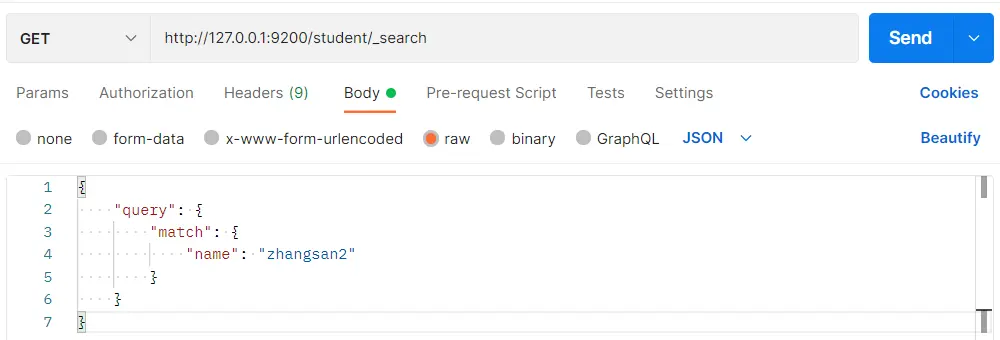 GET http://127.0.0.1:9200/student/_search Send
Params Authorization Headers (9) Body Pre-request Script Tests Settings Cookies
none form-data x-www-form-urlencoded raw binary GraphQL JSON Beautify
1 {
2 "query": {
3 "match": {
4 "name": "zhangsan2"
5 }
6 }
7 }